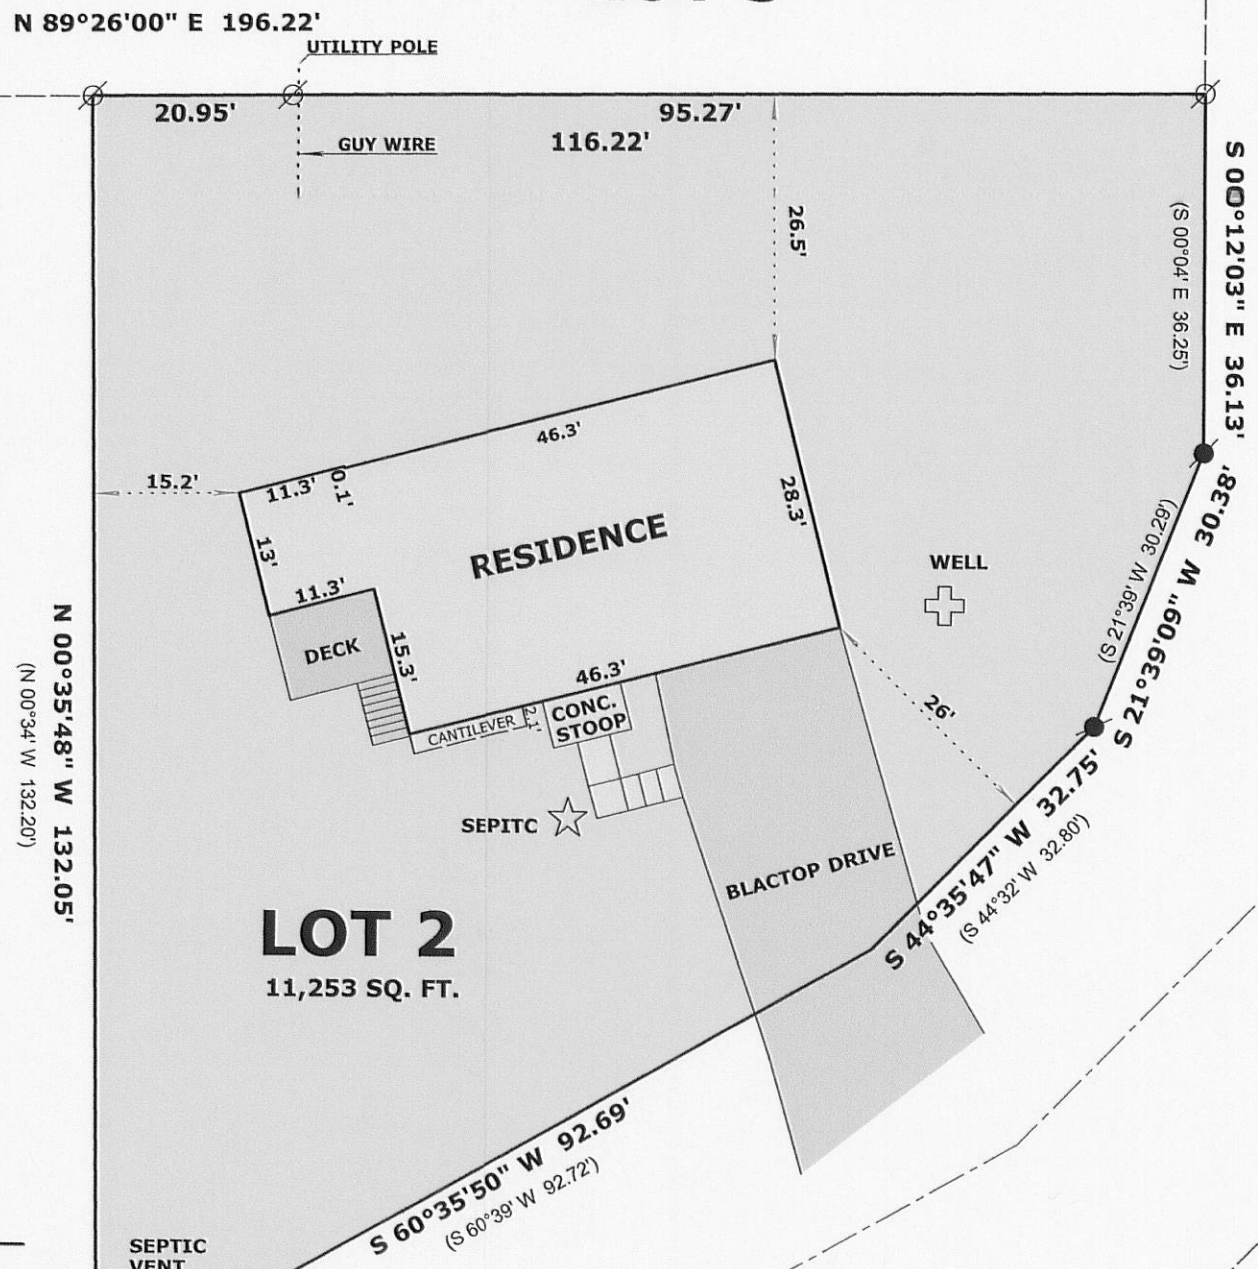 N 89°26'00" E 196.22'
UTILITY POLE
20.95'
95.27'
116.22'
GUY WIRE
26.5'
S 00°12'03" E 36.13'
(S 00°04' E 36.25')
46.3'
15.2'
11.3'
0.1'
13'
28.3'
RESIDENCE
WELL
S 21°39'09" W 30.38'
(S 21°39' W 30.29')
11.3'
DECK
15.3'
46.3'
CANTILEVER
2.1'
CONC.
STOOP
26'
N 00°35'48" W 132.05'
(N 00°34' W 132.20')
SEPITC
BLACTOP DRIVE
S 44°35'47" W 32.75'
(S 44°32' W 32.80')
LOT 2
11,253 SQ. FT.
S 60°35'50" W 92.69'
(S 60°39' W 92.72')
SEPTIC
VENT